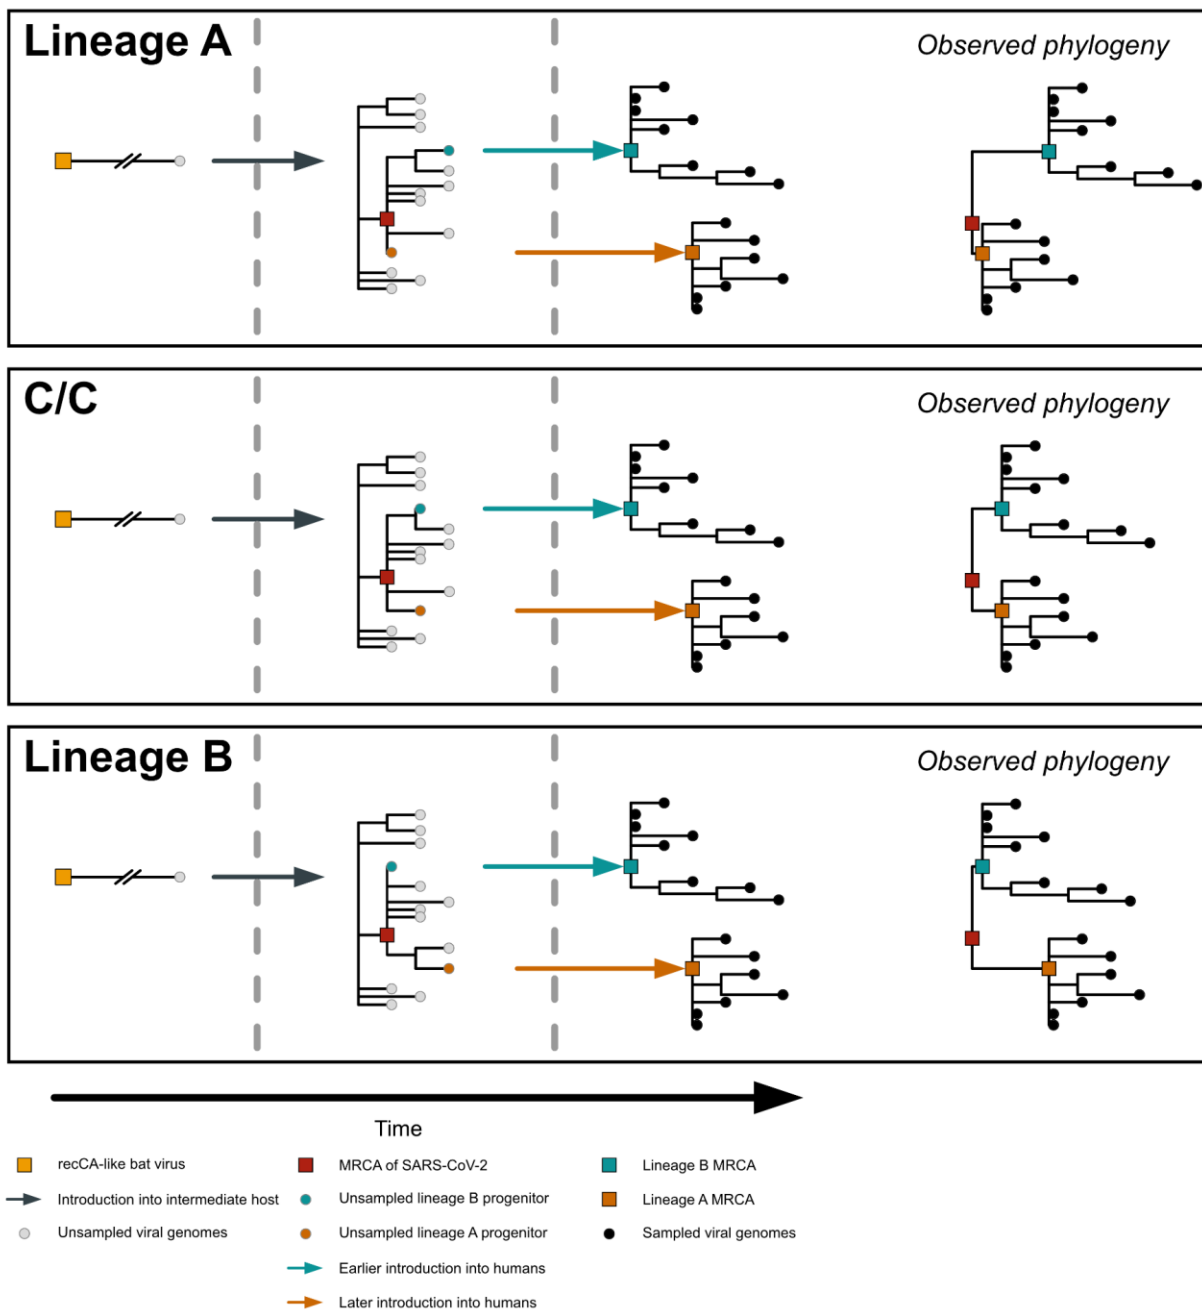 Lineage A
Observed phylogeny
C/C
Observed phylogeny
Lineage B
Observed phylogeny
Time
recCA-like bat virus
MRCA of SARS-CoV-2
Lineage B MRCA
Introduction into intermediate host
Unsampled lineage B progenitor
Lineage A MRCA
Unsampled viral genomes
Unsampled lineage A progenitor
Sampled viral genomes
Earlier introduction into humans
Later introduction into humans